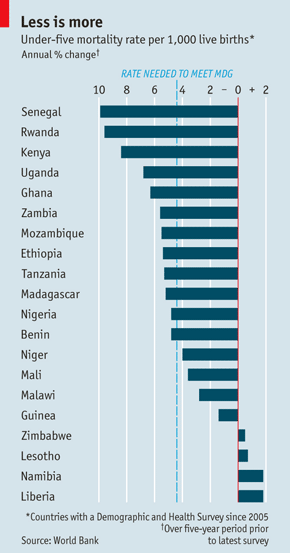 Less is more
Under-five mortality rate per 1,000 live births*
Annual % change†
RATE NEEDED TO MEET MDG
10 8 6 4 2 – 0 + 2
Senegal
Rwanda
Kenya
Uganda
Ghana
Zambia
Mozambique
Ethiopia
Tanzania
Madagascar
Nigeria
Benin
Niger
Mali
Malawi
Guinea
Zimbabwe
Lesotho
Namibia
Liberia
*Countries with a Demographic and Health Survey since 2005
†Over five-year period prior
Source: World Bank to latest survey